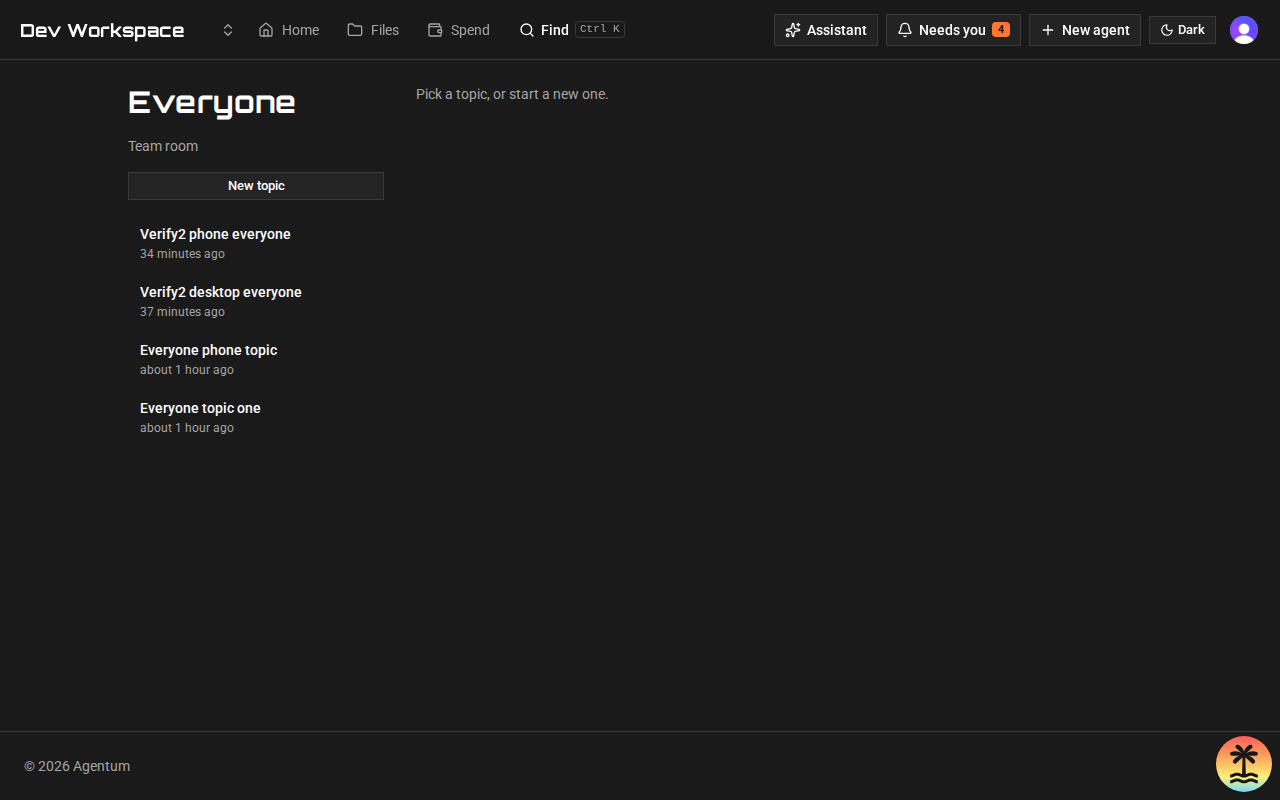 Dev Workspace
Home
Files
Spend
Find Ctrl K
Assistant
Needs you 4
New agent
Dark
Everyone
Team room
New topic
Verify2 phone everyone
34 minutes ago
Verify2 desktop everyone
37 minutes ago
Everyone phone topic
about 1 hour ago
Everyone topic one
about 1 hour ago
Pick a topic, or start a new one.
© 2026 Agentum